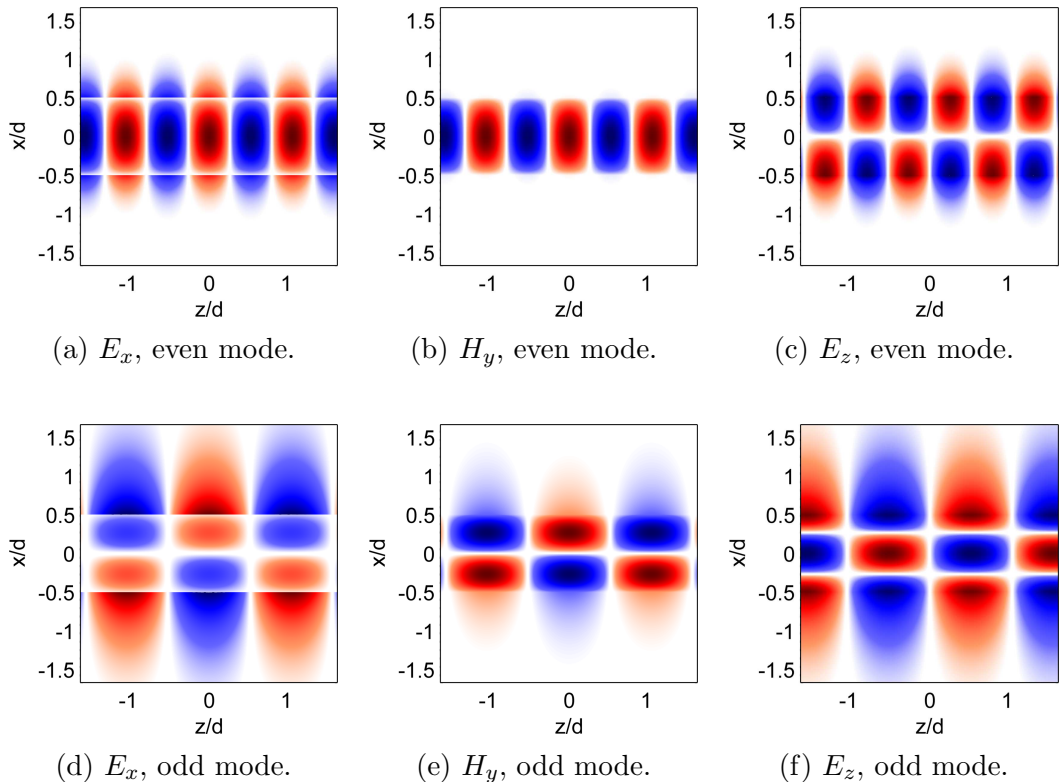 1.5 1.5 1.5
1 1 1
0.5 0.5 0.5
x/d 0 x/d 0 x/d 0
-0.5 -0.5 -0.5
-1 -1 -1
-1.5 -1.5 -1.5
-1 0 1 -1 0 1 -1 0 1
z/d z/d z/d
(a) Eₓ, even mode. (b) H_y, even mode. (c) E_z, even mode.
1.5 1.5 1.5
1 1 1
0.5 0.5 0.5
x/d 0 x/d 0 x/d 0
-0.5 -0.5 -0.5
-1 -1 -1
-1.5 -1.5 -1.5
-1 0 1 -1 0 1 -1 0 1
z/d z/d z/d
(d) Eₓ, odd mode. (e) H_y, odd mode. (f) E_z, odd mode.